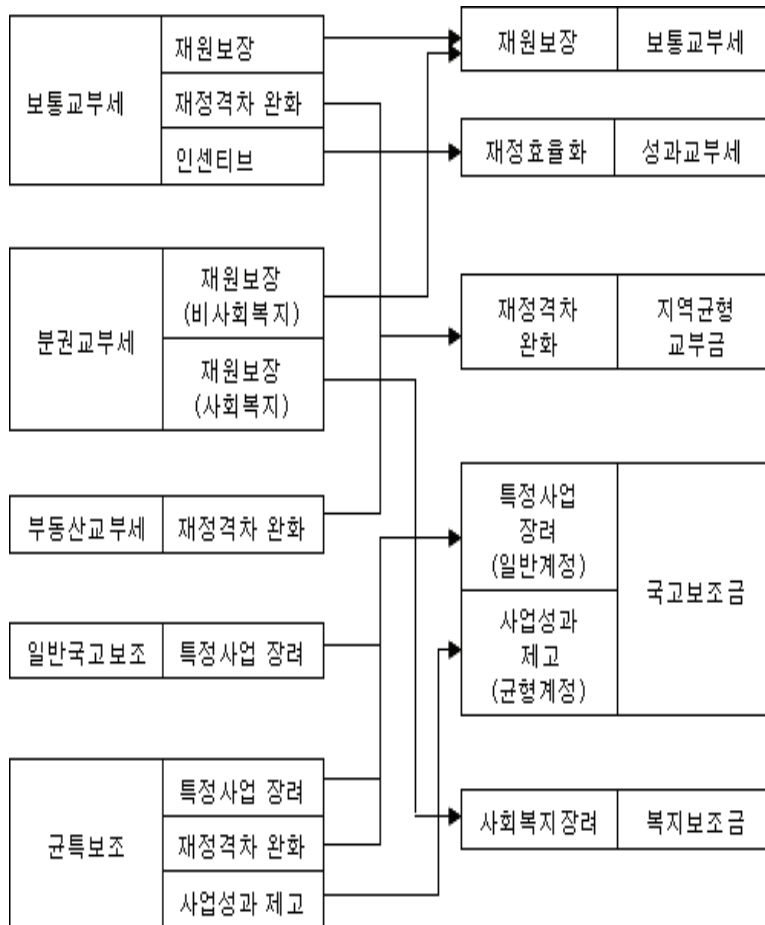 보통교부세
재원보장
재정격차 완화
인센티브
분권교부세
재원보장
(비사회복지)
재원보장
(사회복지)
부동산교부세
재정격차 완화
일반국고보조
특정사업 장려
균특보조
특정사업 장려
재정격차 완화
사업성과 제고
재원보장
보통교부세
재정효율화
성과교부세
재정격차
완화
지역균형
교부금
특정사업
장려
(일반계정)
사업성과
제고
(균형계정)
국고보조금
사회복지장려
복지보조금